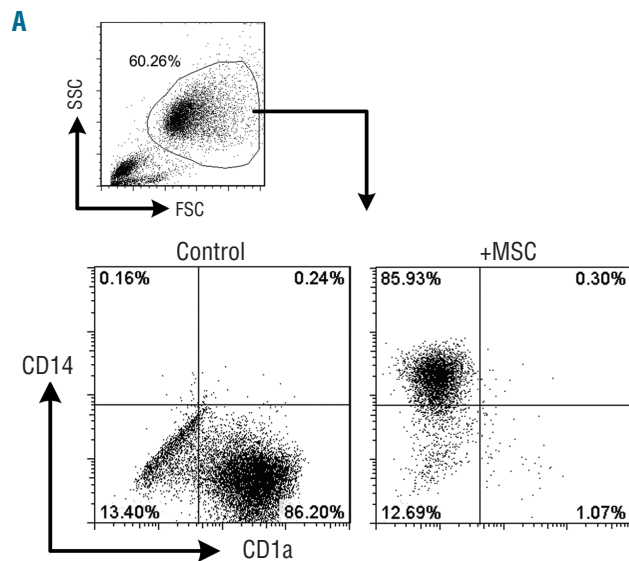 A
60.26%
SSC
FSC
Control
+MSC
0.16%
0.24%
85.93%
0.30%
CD14
13.40%
86.20%
12.69%
1.07%
CD1a